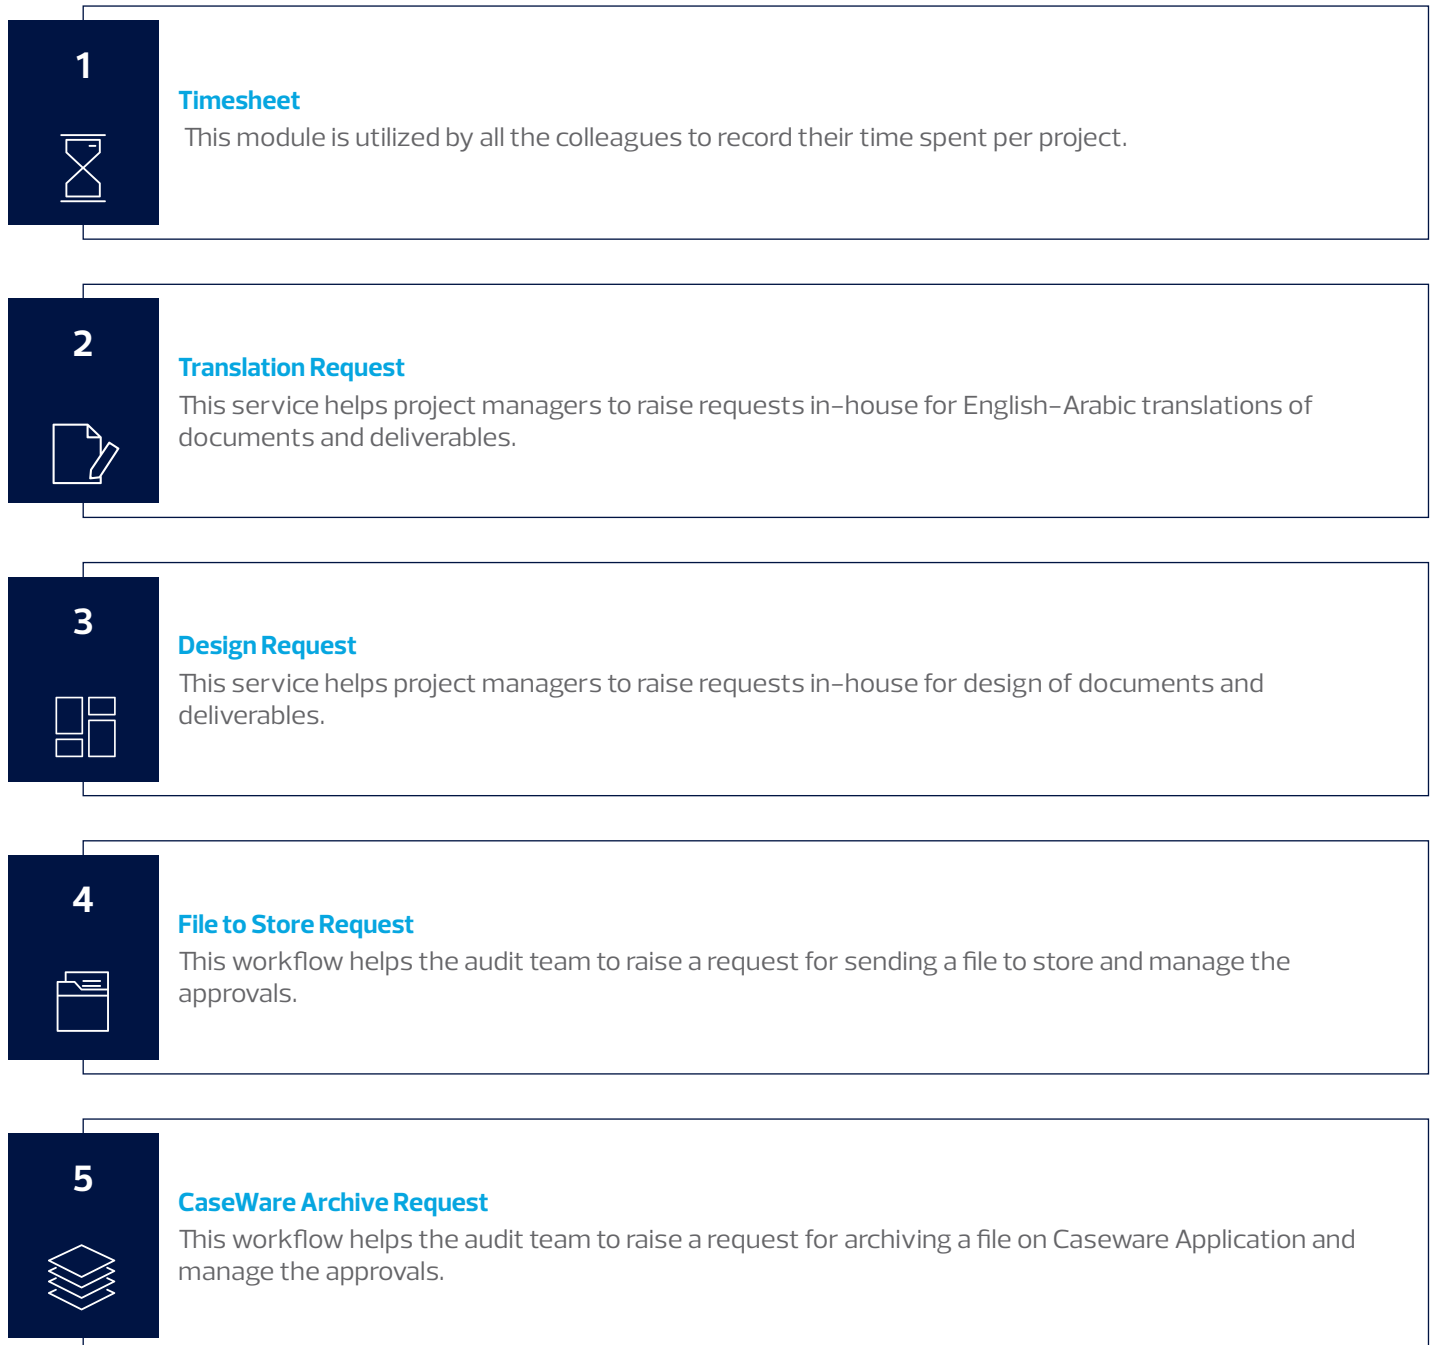 1
Timesheet
This module is utilized by all the colleagues to record their time spent per project.
2
Translation Request
This service helps project managers to raise requests in-house for English-Arabic translations of
documents and deliverables.
3
Design Request
This service helps project managers to raise requests in-house for design of documents and
deliverables.
4
File to Store Request
This workflow helps the audit team to raise a request for sending a file to store and manage the
approvals.
5
CaseWare Archive Request
This workflow helps the audit team to raise a request for archiving a file on Caseware Application and
manage the approvals.